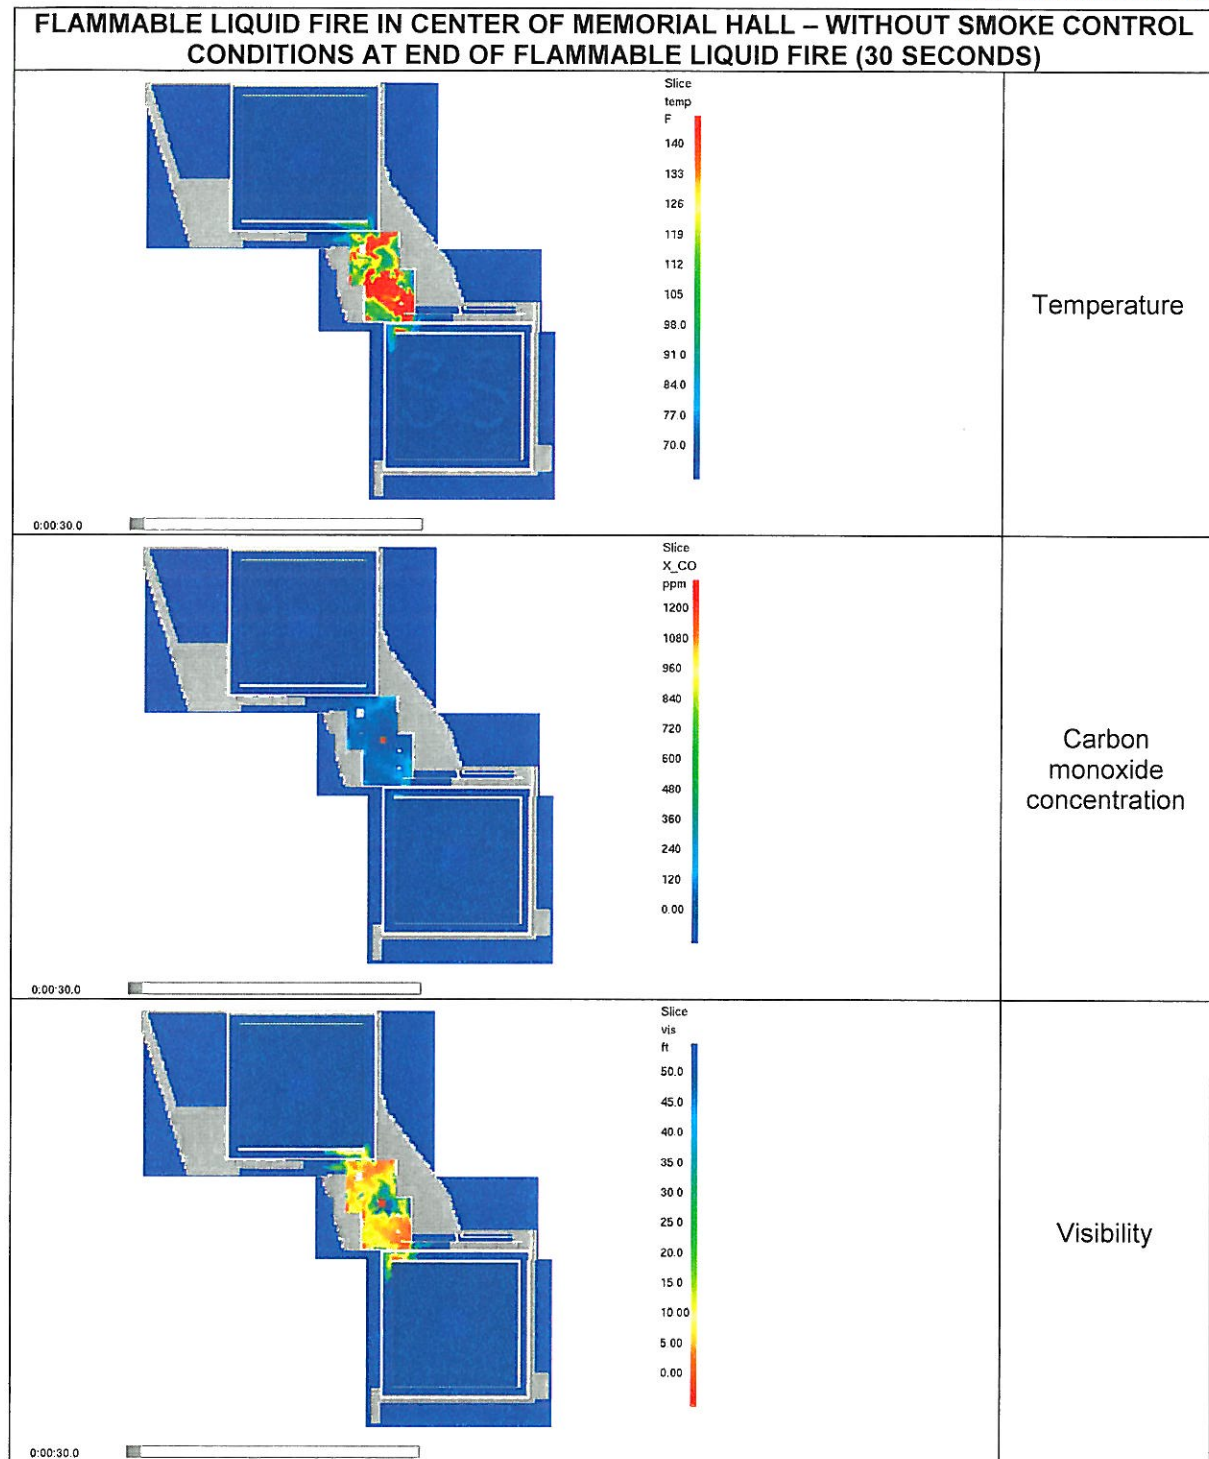 FLAMMABLE LIQUID FIRE IN CENTER OF MEMORIAL HALL – WITHOUT SMOKE CONTROL
CONDITIONS AT END OF FLAMMABLE LIQUID FIRE (30 SECONDS)
Slice
temp
F
140
133
126
119
112
105
98.0
91 0
84.0
77.0
70.0
0:00:30.0
Temperature
Slice
X_CO
ppm
1200
1080
960
840
720
600
480
360
240
120
0.00
0:00:30.0
Carbon
monoxide
concentration
Slice
vis
ft
50.0
45.0
40.0
35 0
30 0
25 0
20.0
15 0
10 00
5 00
0.00
0:00:30.0
Visibility